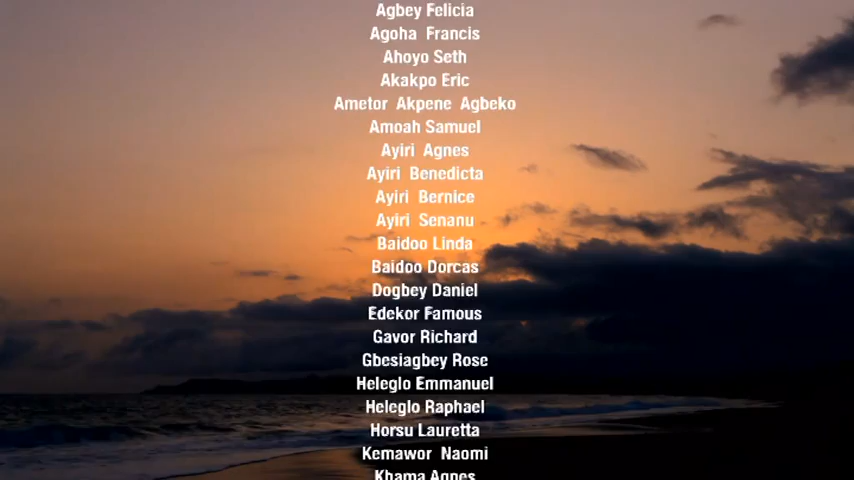 Agbey Felicia
Agoha Francis
Ahoyo Seth
Akakpo Eric
Ametor Akpene Agbeko
Amoah Samuel
Ayiri Agnes
Ayiri Benedicta
Ayiri Bernice
Ayiri Senanu
Baidoo Linda
Baidoo Dorcas
Dogbey Daniel
Edekor Famous
Gavor Richard
Gbesiagbey Rose
Heleglo Emmanuel
Heleglo Raphael
Horsu Lauretta
Kemawor Naomi
Khama Agnes